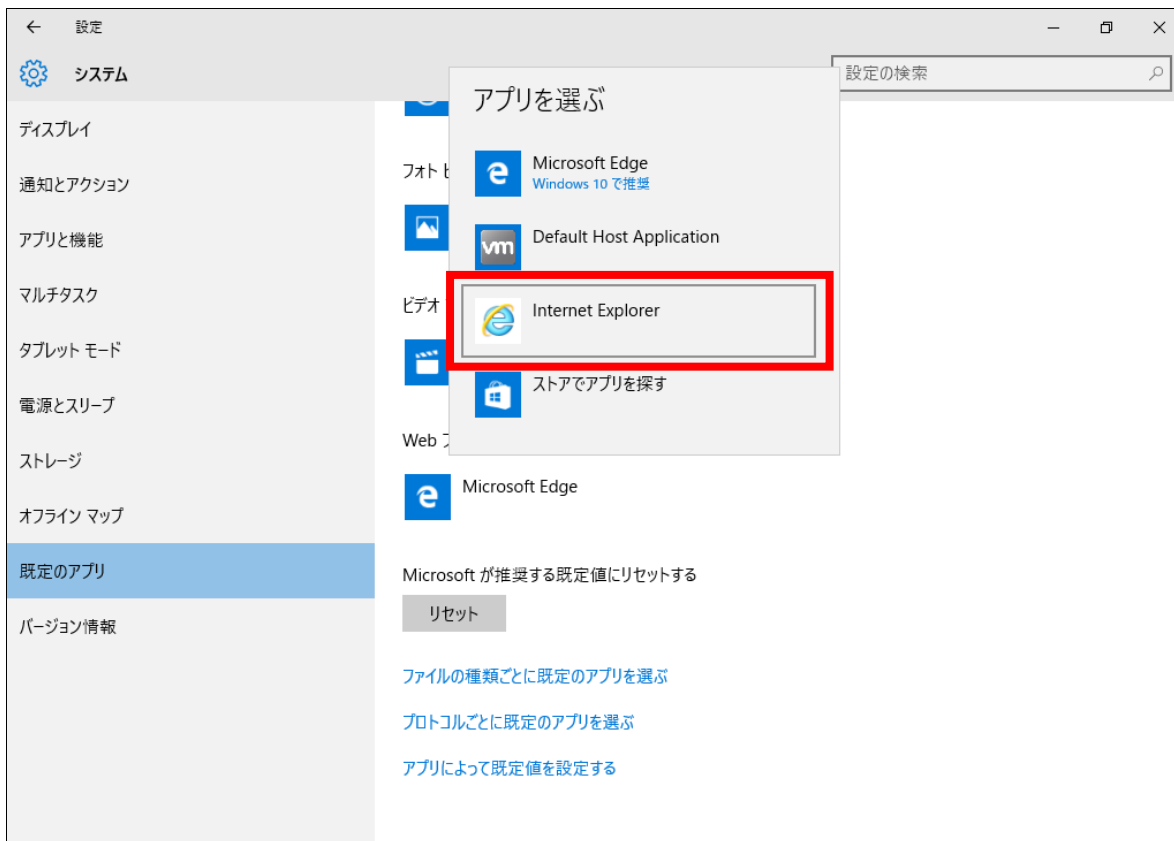 設定
システム
設定の検索
ディスプレイ
通知とアクション
アプリと機能
マルチタスク
タブレット モード
電源とスリープ
ストレージ
オフライン マップ
既定のアプリ
バージョン情報
フォト
ビデオ
Web
アプリを選ぶ
Microsoft Edge
Windows 10 で推奨
vm
Default Host Application
Internet Explorer
ストアでアプリを探す
Microsoft Edge
Microsoft が推奨する既定値にリセットする
リセット
ファイルの種類ごとに既定のアプリを選ぶ
プロトコルごとに既定のアプリを選ぶ
アプリによって既定値を設定する